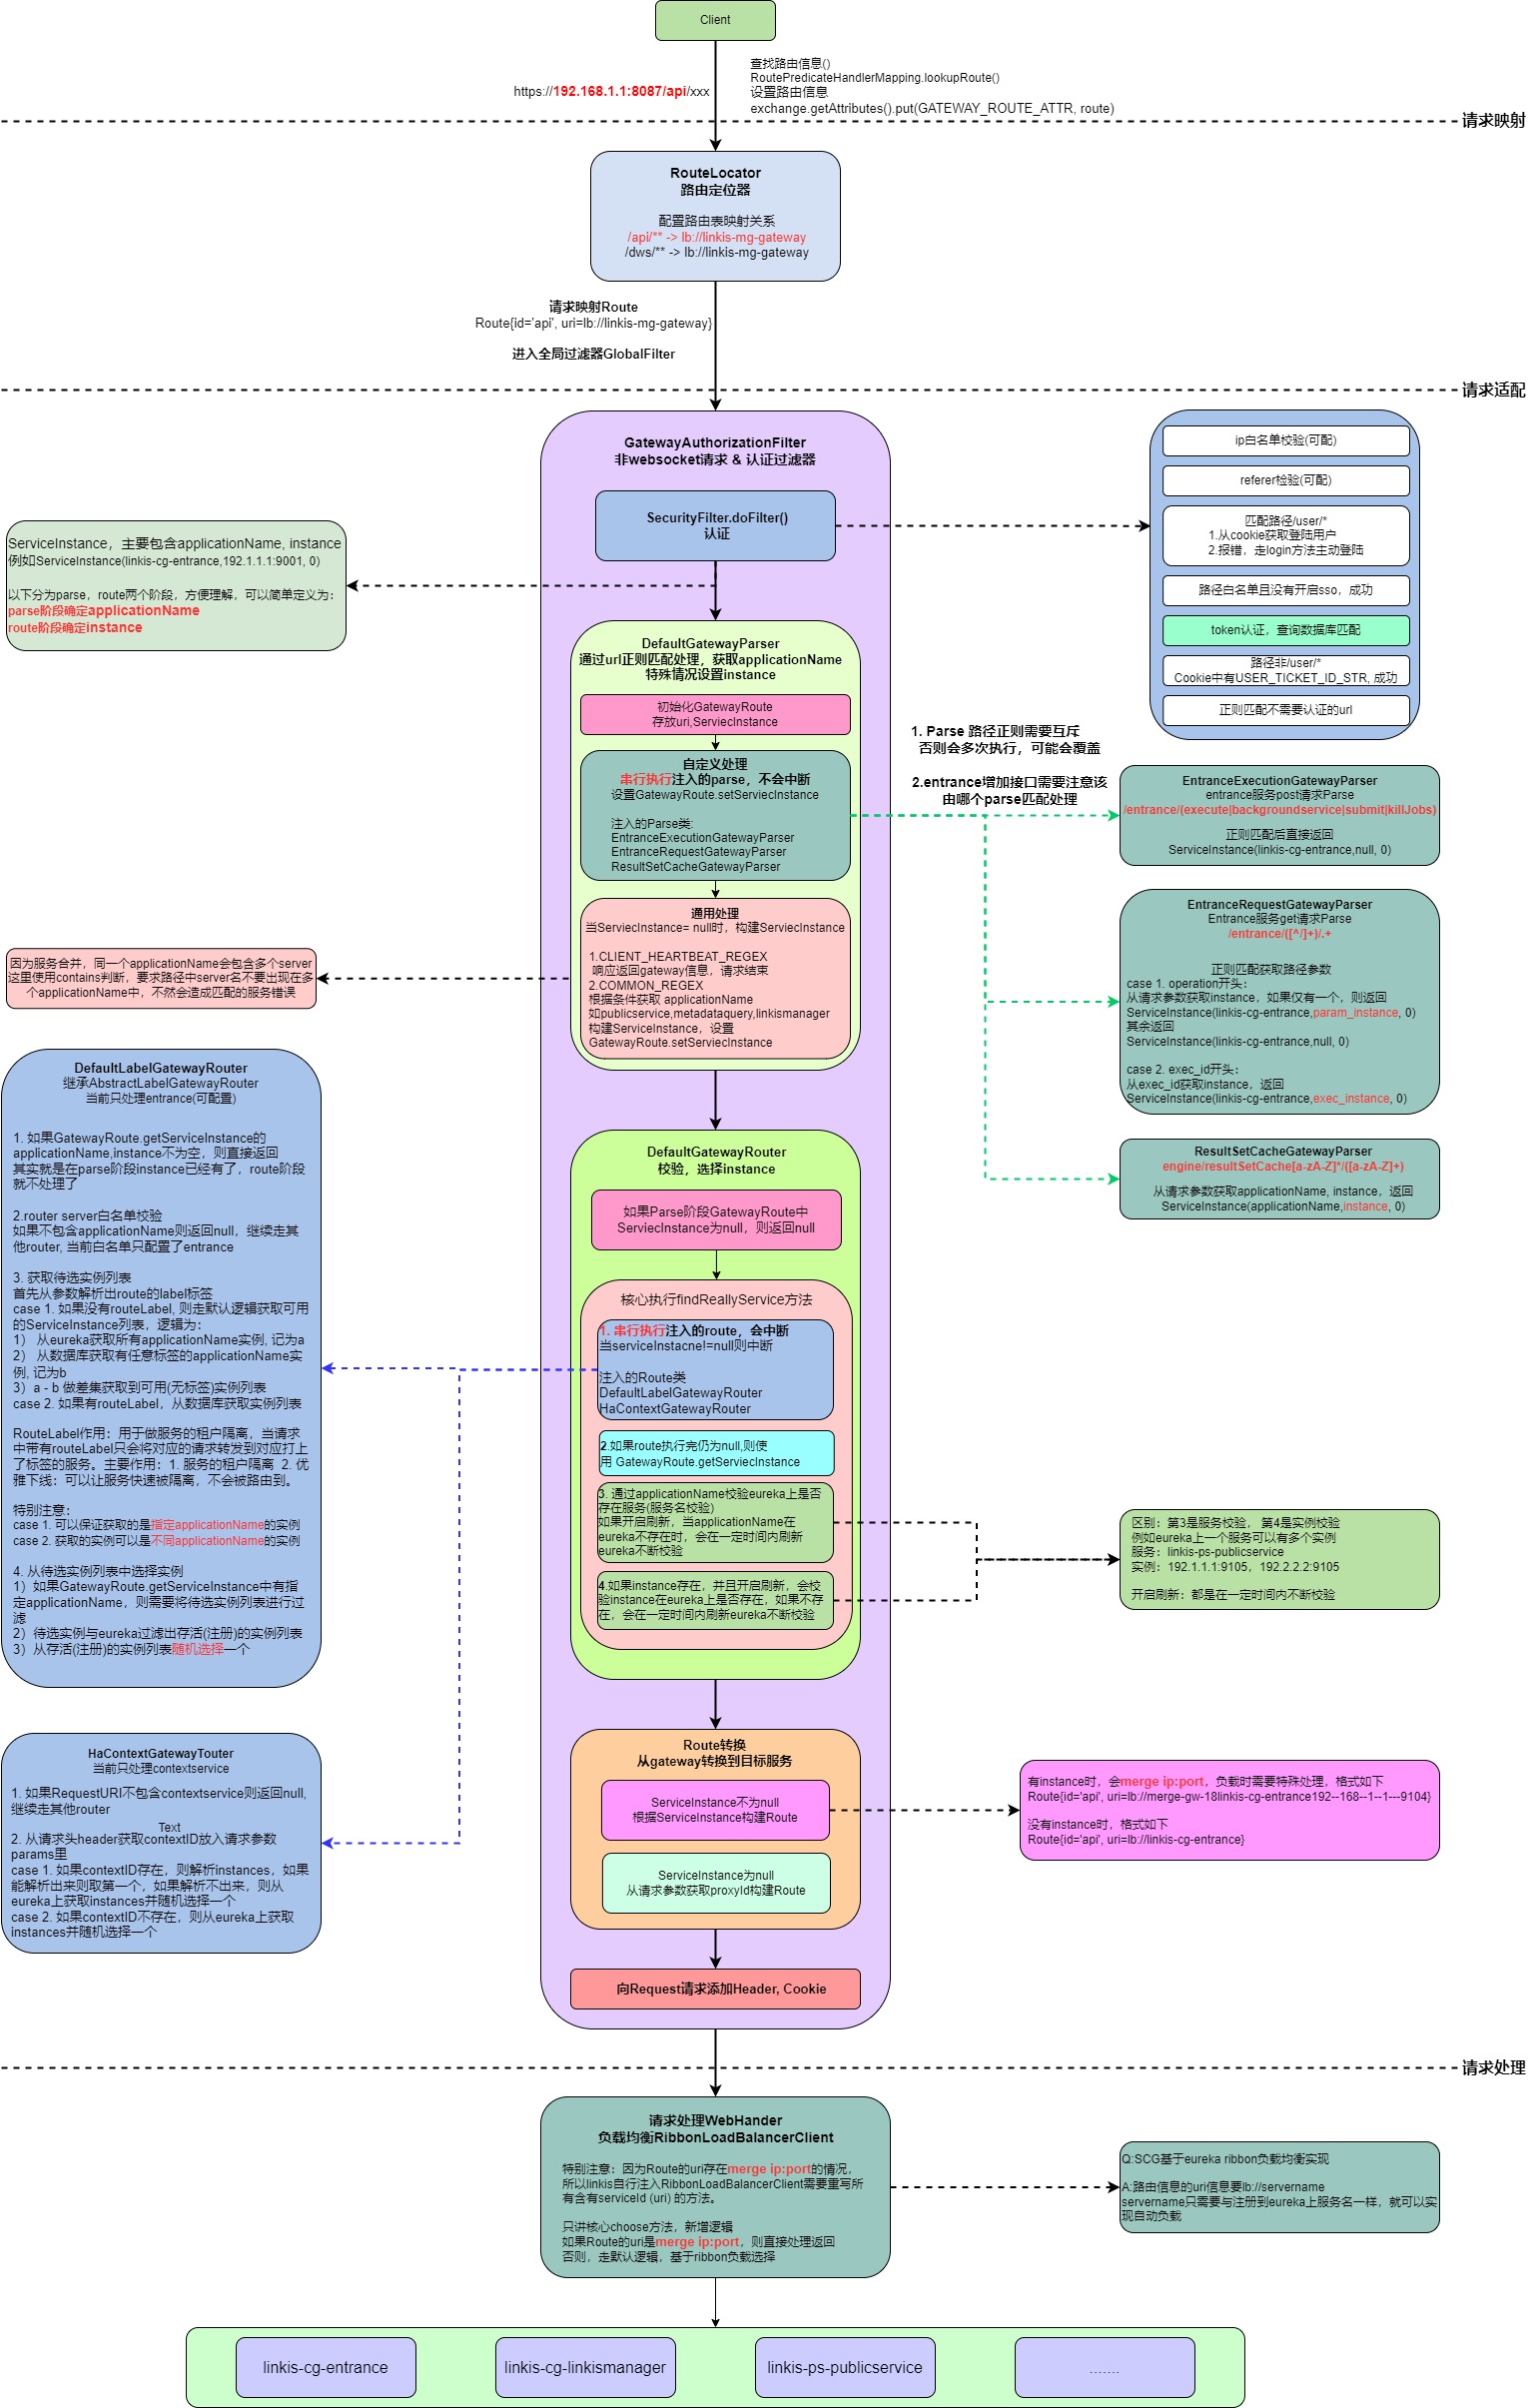 Client
https://192.168.1.1:8087/api/xxx
查找路由信息()
RoutePredicateHandlerMapping.lookupRoute()
设置路由信息
exchange.getAttributes().put(GATEWAY_ROUTE_ATTR, route)
请求映射
RouteLocator
路由定位器
配置路由表映射关系
/api/** -> lb://linkis-mg-gateway
/dws/** -> lb://linkis-mg-gateway
请求映射Route
Route{id='api', uri=lb://linkis-mg-gateway}
进入全局过滤器GlobalFilter
请求适配
GatewayAuthorizationFilter
非websocket请求 & 认证过滤器
SecurityFilter.doFilter()
认证
ip白名单校验(可配)
referer检验(可配)
匹配路径/user/*
1.从cookie获取登陆用户
2.报错，走login方法主动登陆
路径白名单且没有开启sso，成功
token认证，查询数据库匹配
路径非/user/*
Cookie中有USER_TICKET_ID_STR, 成功
正则匹配不需要认证的url
ServiceInstance，主要包含applicationName, instance
例如ServiceInstance(linkis-cg-entrance,192.1.1.1:9001, 0)
以下分为parse，route两个阶段，方便理解，可以简单定义为：
parse阶段确定applicationName
route阶段确定instance
DefaultGatewayParser
通过url正则匹配处理，获取applicationName
特殊情况设置instance
初始化GatewayRoute
存放uri,ServiecInstance
自定义处理
串行执行注入的parse，不会中断
设置GatewayRoute.setServiecInstance
注入的Parse类:
EntranceExecutionGatewayParser
EntranceRequestGatewayParser
ResultSetCacheGatewayParser
通用处理
当ServiecInstance= null时，构建ServiecInstance
1.CLIENT_HEARTBEAT_REGEX
响应返回gateway信息，请求结束
2.COMMON_REGEX
根据条件获取 applicationName
如publicservice,metadataquery,linkismanager
构建ServiceInstance，设置
GatewayRoute.setServiecInstance
1. Parse 路径正则需要互斥
否则会多次执行，可能会覆盖
2.entrance增加接口需要注意该
由哪个parse匹配处理
EntranceExecutionGatewayParser
entrance服务post请求Parse
/entrance/(execute|backgroundservice|submit|killJobs)
正则匹配后直接返回
ServiceInstance(linkis-cg-entrance,null, 0)
EntranceRequestGatewayParser
Entrance服务get请求Parse
/entrance/([^/]+)/.+
正则匹配获取路径参数
case 1. operation开头：
从请求参数获取instance，如果仅有一个，则返回
ServiceInstance(linkis-cg-entrance,param_instance, 0)
其余返回
ServiceInstance(linkis-cg-entrance,null, 0)
case 2. exec_id开头：
从exec_id获取instance，返回
ServiceInstance(linkis-cg-entrance,exec_instance, 0)
ResultSetCacheGatewayParser
engine/resultSetCache[a-zA-Z]*/([a-zA-Z]+)
从请求参数获取applicationName, instance，返回
ServiceInstance(applicationName,instance, 0)
因为服务合并，同一个applicationName会包含多个server
这里使用contains判断，要求路径中server名不要出现在多
个applicationName中，不然会造成匹配的服务错误
DefaultLabelGatewayRouter
继承AbstractLabelGatewayRouter
当前只处理entrance(可配置)
1. 如果GatewayRoute.getServiceInstance的
applicationName,instance不为空，则直接返回
其实就是在parse阶段instance已经有了，route阶段
就不处理了
2.router server白名单校验
如果不包含applicationName则返回null，继续走其
他router, 当前白名单只配置了entrance
3. 获取待选实例列表
首先从参数解析出route的label标签
case 1. 如果没有routeLabel, 则走默认逻辑获取可用
的ServiceInstance列表，逻辑为：
1） 从eureka获取所有applicationName实例, 记为a
2） 从数据库获取有任意标签的applicationName实
例, 记为b
3）a - b 做差集获取到可用(无标签)实例列表
case 2. 如果有routeLabel，从数据库获取实例列表
RouteLabel作用：用于做服务的租户隔离，当请求
中带有routeLabel只会将对应的请求转发到对应打上
了标签的服务。主要作用：1. 服务的租户隔离 2. 优
雅下线：可以让服务快速被隔离，不会被路由到。
特别注意：
case 1. 可以保证获取的是指定applicationName的实例
case 2. 获取的实例可以是不同applicationName的实例
4. 从待选实例列表中选择实例
1）如果GatewayRoute.getServiceInstance中有指
定applicationName，则需要将待选实例列表进行过
滤
2）待选实例与eureka过滤出存活(注册)的实例列表
3）从存活(注册)的实例列表随机选择一个
DefaultGatewayRouter
校验，选择instance
如果Parse阶段GatewayRoute中
ServiecInstance为null，则返回null
核心执行findReallyService方法
1. 串行执行注入的route，会中断
当serviceInstacne!=null则中断
注入的Route类
DefaultLabelGatewayRouter
HaContextGatewayRouter
2.如果route执行完仍为null,则使
用 GatewayRoute.getServiecInstance
3. 通过applicationName校验eureka上是否
存在服务(服务名校验)
如果开启刷新，当applicationName在
eureka不存在时，会在一定时间内刷新
eureka不断校验
4.如果instance存在，并且开启刷新，会校
验instance在eureka上是否存在，如果不存
在，会在一定时间内刷新eureka不断校验
区别：第3是服务校验， 第4是实例校验
例如eureka上一个服务可以有多个实例
服务：linkis-ps-publicservice
实例：192.1.1.1:9105，192.2.2.2:9105
开启刷新：都是在一定时间内不断校验
HaContextGatewayTouter
当前只处理contextservice
1. 如果RequestURI不包含contextservice则返回null,
继续走其他router
Text
2. 从请求头header获取contextID放入请求参数
params里
case 1. 如果contextID存在，则解析instances，如果
能解析出来则取第一个，如果解析不出来，则从
eureka上获取instances并随机选择一个
case 2. 如果contextID不存在，则从eureka上获取
instances并随机选择一个
Route转换
从gateway转换到目标服务
ServiceInstance不为null
根据ServiceInstance构建Route
ServiceInstance为null
从请求参数获取proxyId构建Route
有instance时，会merge ip:port，负载时需要特殊处理，格式如下
Route{id='api', uri=lb://merge-gw-18linkis-cg-entrance192--168--1--1---9104}
没有instance时，格式如下
Route{id='api', uri=lb://linkis-cg-entrance}
向Request请求添加Header, Cookie
请求处理
请求处理WebHander
负载均衡RibbonLoadBalancerClient
特别注意：因为Route的uri存在merge ip:port的情况，
所以linkis自行注入RibbonLoadBalancerClient需要重写所
有含有serviceId (uri) 的方法。
只讲核心choose方法，新增逻辑
如果Route的uri是merge ip:port，则直接处理返回
否则，走默认逻辑，基于ribbon负载选择
Q:SCG基于eureka ribbon负载均衡实现
A:路由信息的uri信息要lb://servername
servername只需要与注册到eureka上服务名一样，就可以实
现自动负载
linkis-cg-entrance
linkis-cg-linkismanager
linkis-ps-publicservice
.......